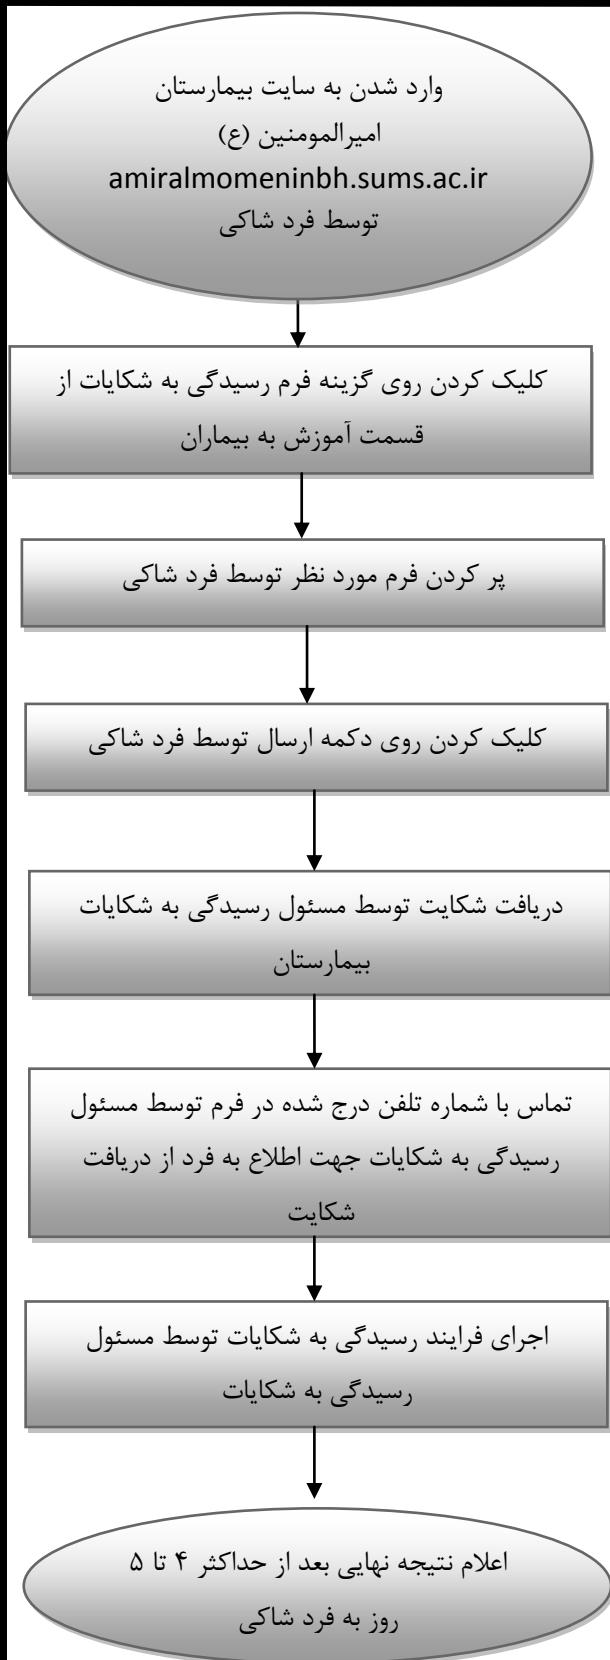 وارد شدن به سایت بیمارستان
امیرالمومنین (ع)
amiralmomeninbh.sums.ac.ir
توسط فرد شاکی
کلیک کردن روی گزینه فرم رسیدگی به شکایات از
قسمت آموزش به بیماران
پر کردن فرم مورد نظر توسط فرد شاکی
کلیک کردن روی دکمه ارسال توسط فرد شاکی
دریافت شکایت توسط مسئول رسیدگی به شکایات
بیمارستان
تماس با شماره تلفن درج شده در فرم توسط مسئول
رسیدگی به شکایات جهت اطلاع به فرد از دریافت
شکایت
اجرای فرایند رسیدگی به شکایات توسط مسئول
رسیدگی به شکایات
اعلام نتیجه نهایی بعد از حداکثر ۴ تا ۵
روز به فرد شاکی